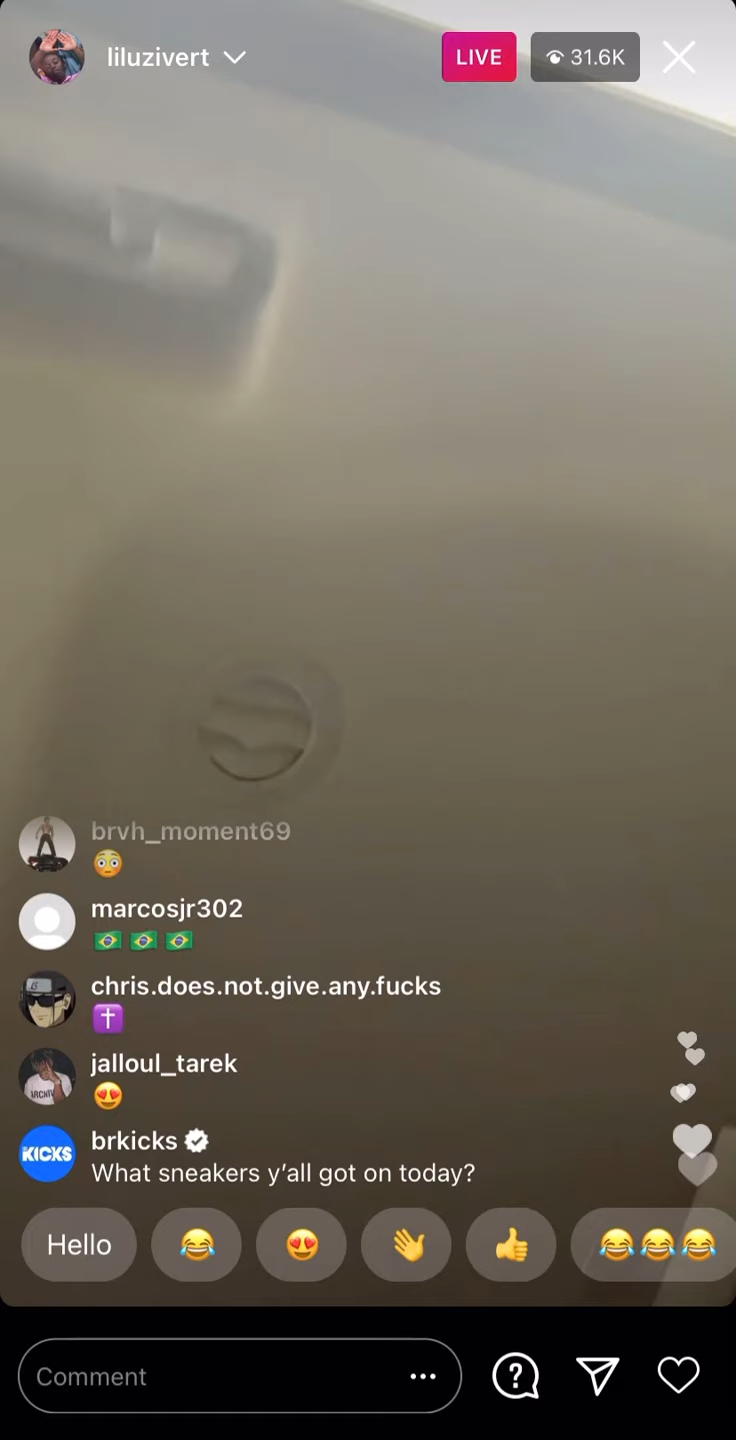 liluzivert
LIVE
31.6K
brvh_moment69
😳
marcosjr302
🇧🇷 🇧🇷 🇧🇷
chris.does.not.give.any.fucks
✝️
jalloul_tarek
😍
ARCHIV
KICKS
brkicks
What sneakers y’all got on today?
Hello 😂 😍 👋 👍 😂😂😂
Comment ...